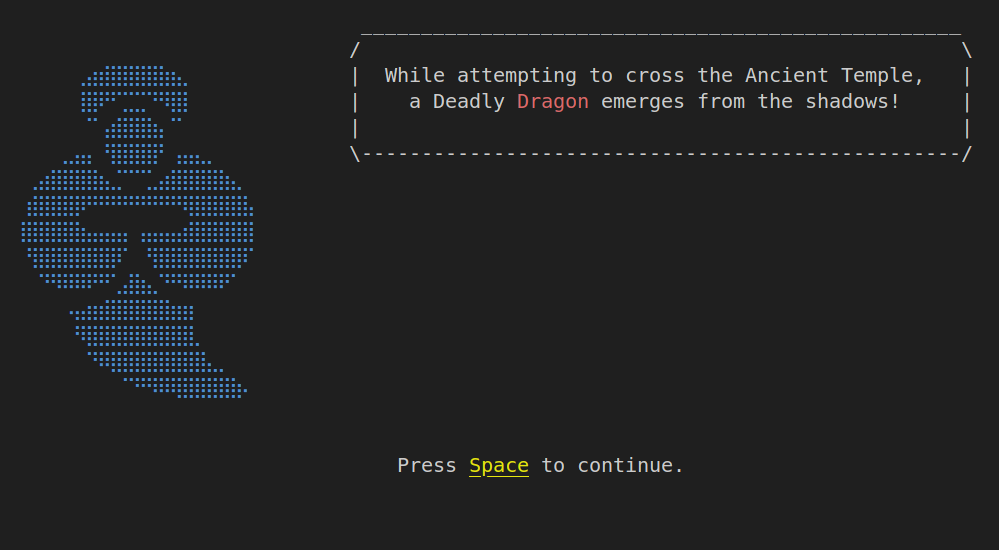 While attempting to cross the Ancient Temple,
a Deadly Dragon emerges from the shadows!
Press Space to continue.